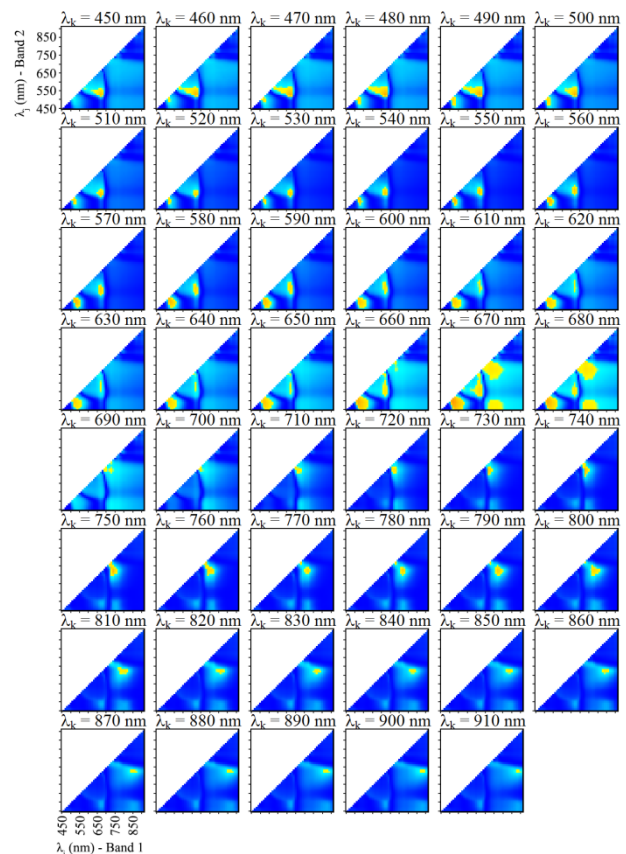 λk = 450 nm λk = 460 nm λk = 470 nm λk = 480 nm λk = 490 nm λk = 500 nm
850
750
650
550
450
λj (nm) - Band 2
λk = 510 nm λk = 520 nm λk = 530 nm λk = 540 nm λk = 550 nm λk = 560 nm
λk = 570 nm λk = 580 nm λk = 590 nm λk = 600 nm λk = 610 nm λk = 620 nm
λk = 630 nm λk = 640 nm λk = 650 nm λk = 660 nm λk = 670 nm λk = 680 nm
λk = 690 nm λk = 700 nm λk = 710 nm λk = 720 nm λk = 730 nm λk = 740 nm
λk = 750 nm λk = 760 nm λk = 770 nm λk = 780 nm λk = 790 nm λk = 800 nm
λk = 810 nm λk = 820 nm λk = 830 nm λk = 840 nm λk = 850 nm λk = 860 nm
λk = 870 nm λk = 880 nm λk = 890 nm λk = 900 nm λk = 910 nm
450 550 650 750 850
λi (nm) - Band 1